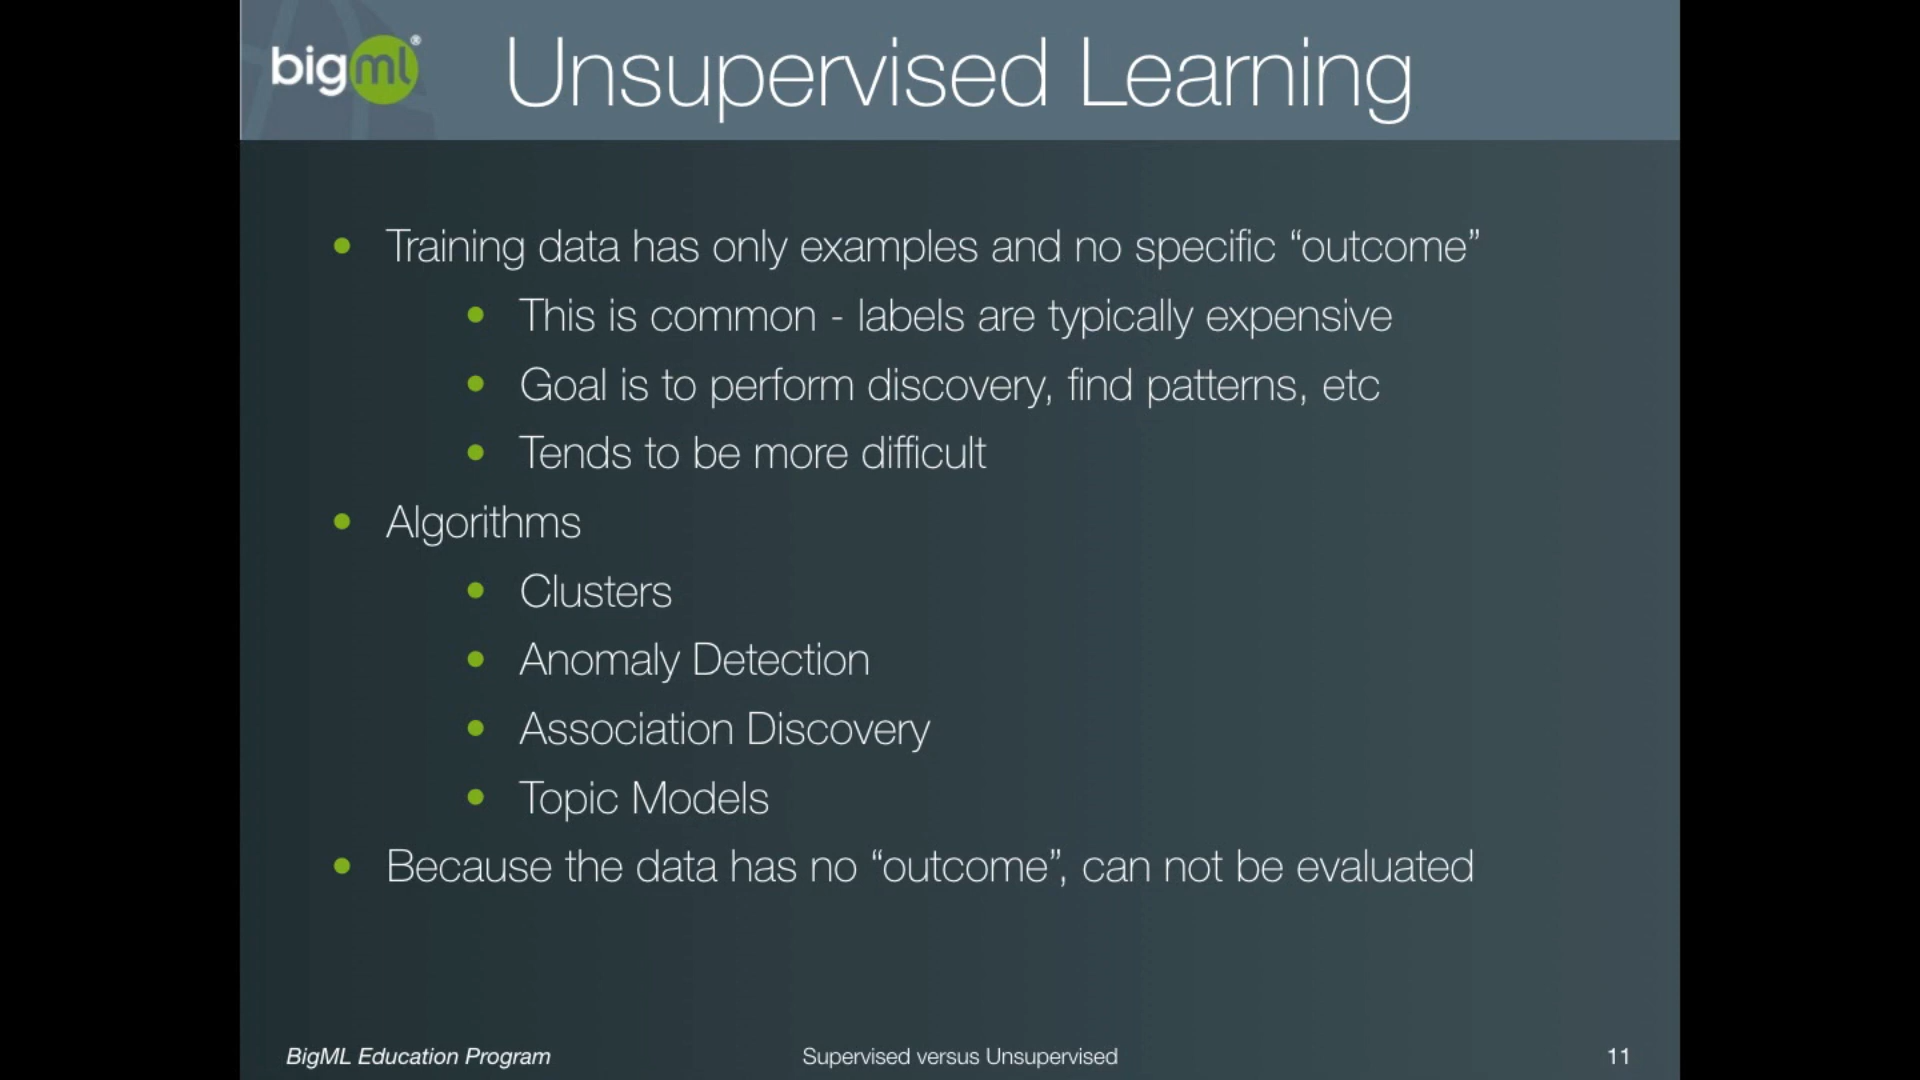 bigml®
Unsupervised Learning
• Training data has only examples and no specific “outcome”
• This is common - labels are typically expensive
• Goal is to perform discovery, find patterns, etc
• Tends to be more difficult
• Algorithms
• Clusters
• Anomaly Detection
• Association Discovery
• Topic Models
• Because the data has no “outcome”, can not be evaluated
BigML Education Program
Supervised versus Unsupervised
11